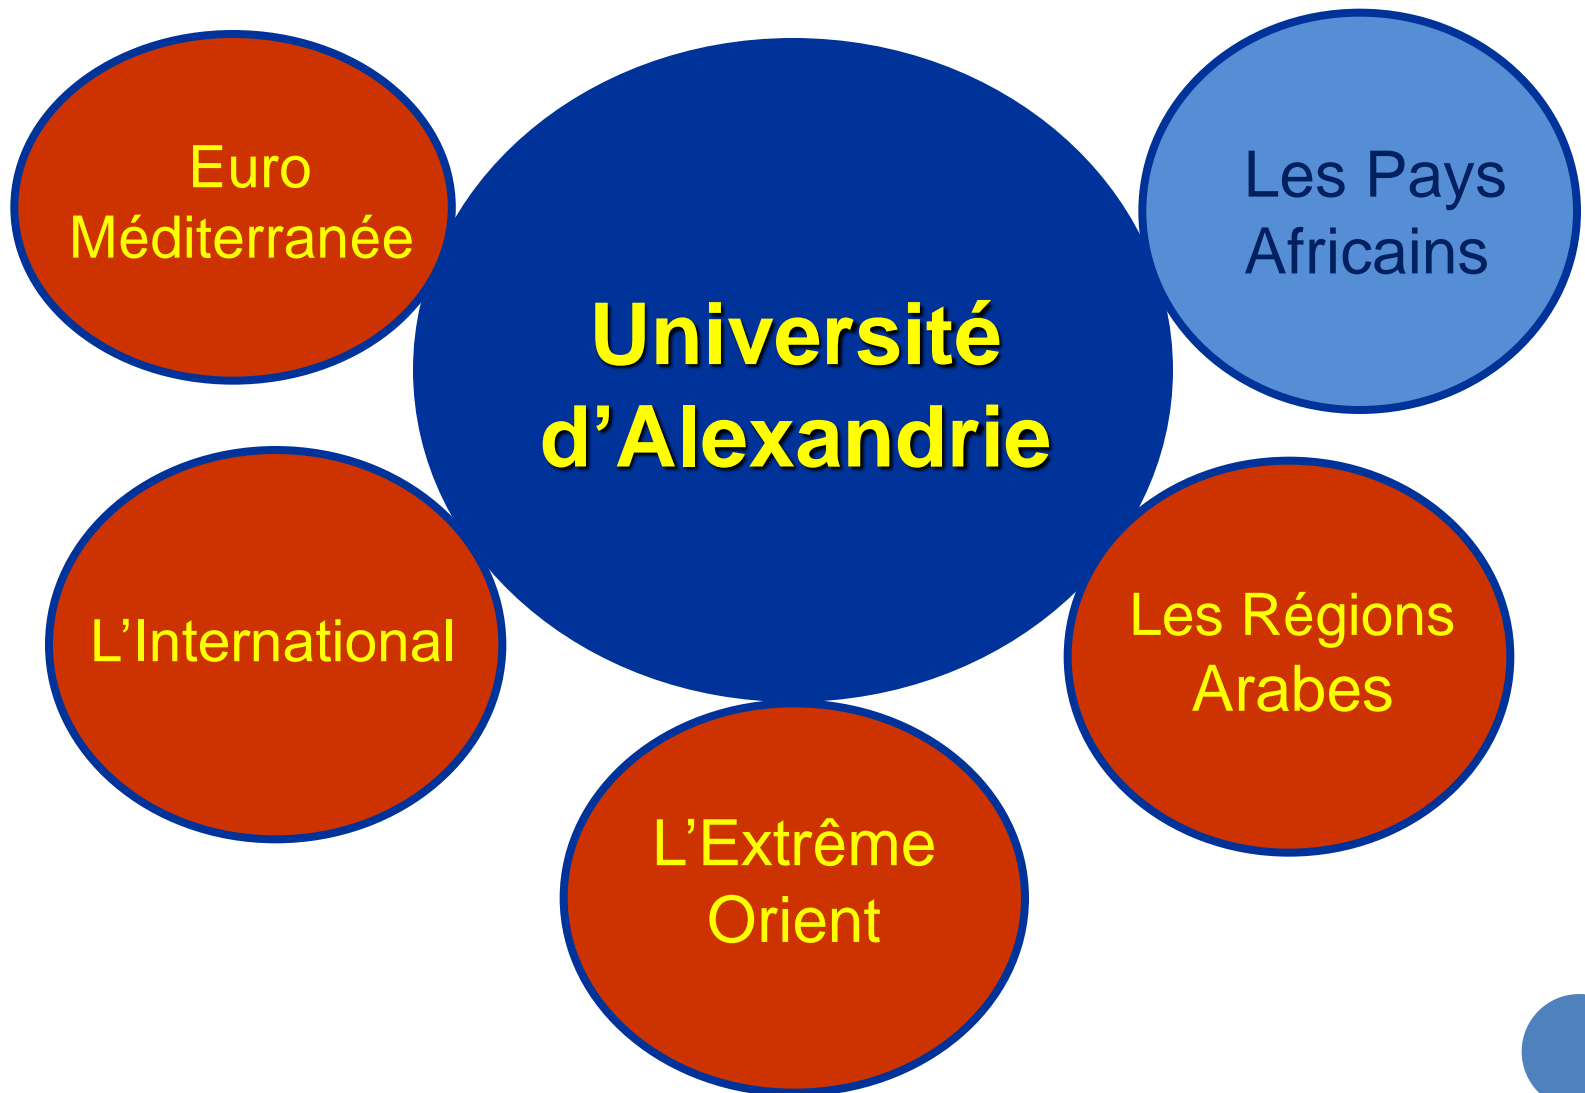 Euro
Méditerranée
Université
d’Alexandrie
Les Pays
Africains
L’International
Les Régions
Arabes
L’Extrême
Orient